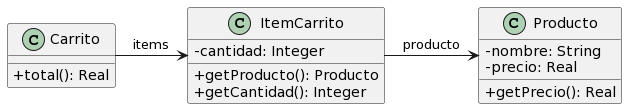 C Carrito
+total(): Real
items
C ItemCarrito
-cantidad: Integer
+getProducto(): Producto
+getCantidad(): Integer
producto
C Producto
-nombre: String
-precio: Real
+getPrecio(): Real